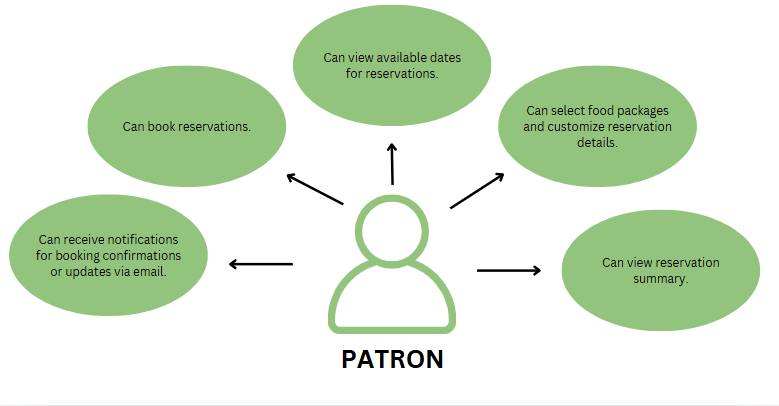 Can view available dates
for reservations.
Can book reservations.
Can select food packages
and customize reservation
details.
Can receive notifications
for booking confirmations
or updates via email.
Can view reservation
summary.
PATRON